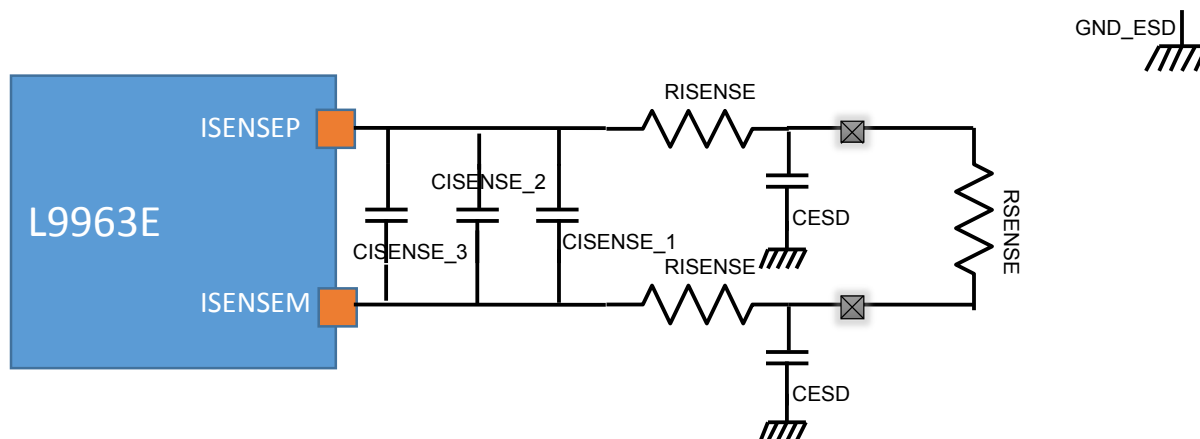 GND_ESD
RISENSE
ISENSEP
CISENSE_2
L9963E
CESD
RSENSE
CISENSE_3
CISENSE_1
RISENSE
ISENSEM
CESD